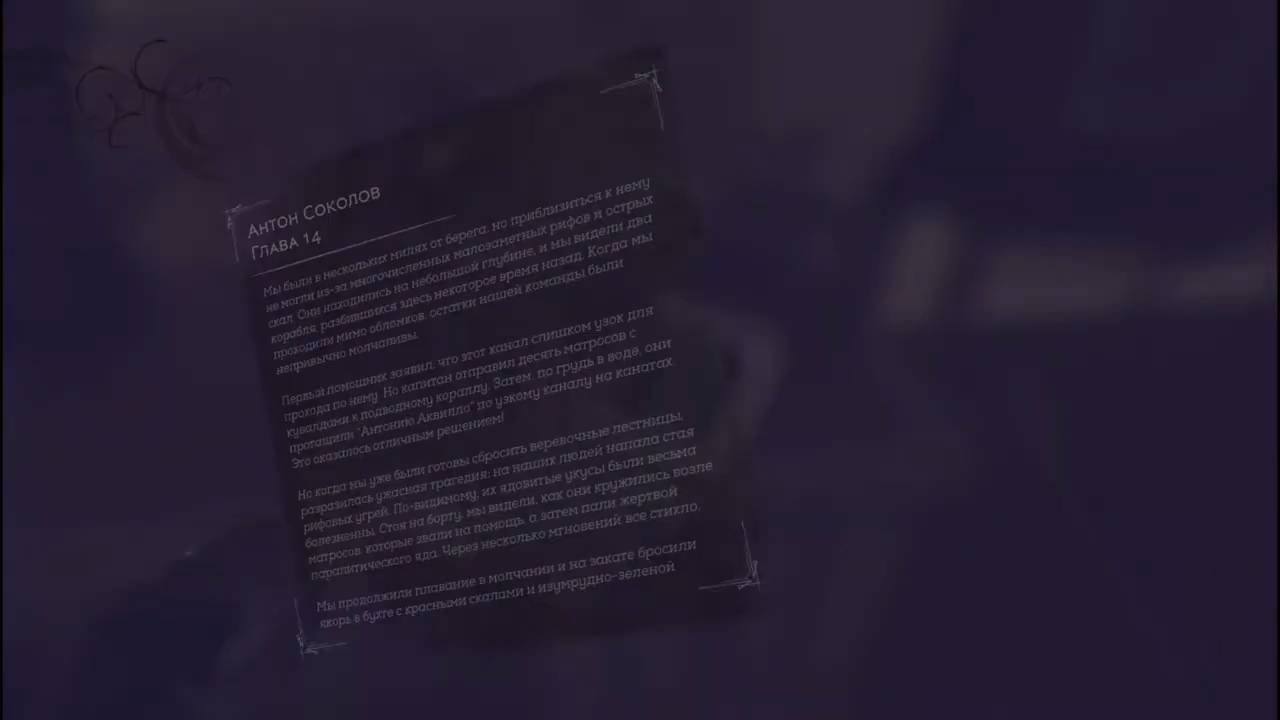 Антон Соколов
Глава 14
Мы были в нескольких милях от берега, но приблизиться к нему
не могли из-за многочисленных малозаметных рифов и острых
скал. Они находились на небольшой глубине, и мы видели два
корабля, разбившихся здесь некоторое время назад. Когда мы
проходили мимо обломков, остатки нашей команды были
непривычно молчаливы.
Первый помощник заявил, что этот канал слишком узок для
прохода по нему. Но капитан отправил десять матросов с
кувалдами к подводному кораллу. Затем, по грудь в воде, они
протащили "Антонию Аквилло" по узкому каналу на канатах.
Это оказалось отличным решением!
Но когда мы уже были готовы сбросить веревочные лестницы,
разразилась ужасная трагедия: на наших людей напала стая
рифовых угрей. По-видимому, их ядовитые укусы были весьма
болезненны. Стоя на борту, мы видели, как они кружились возле
матросов, которые звали на помощь, а затем пали жертвой
паралитического яда. Через несколько мгновений все стихло.
Мы продолжили плавание в молчании и на закате бросили
якорь в бухте с красными скалами и изумрудно-зеленой